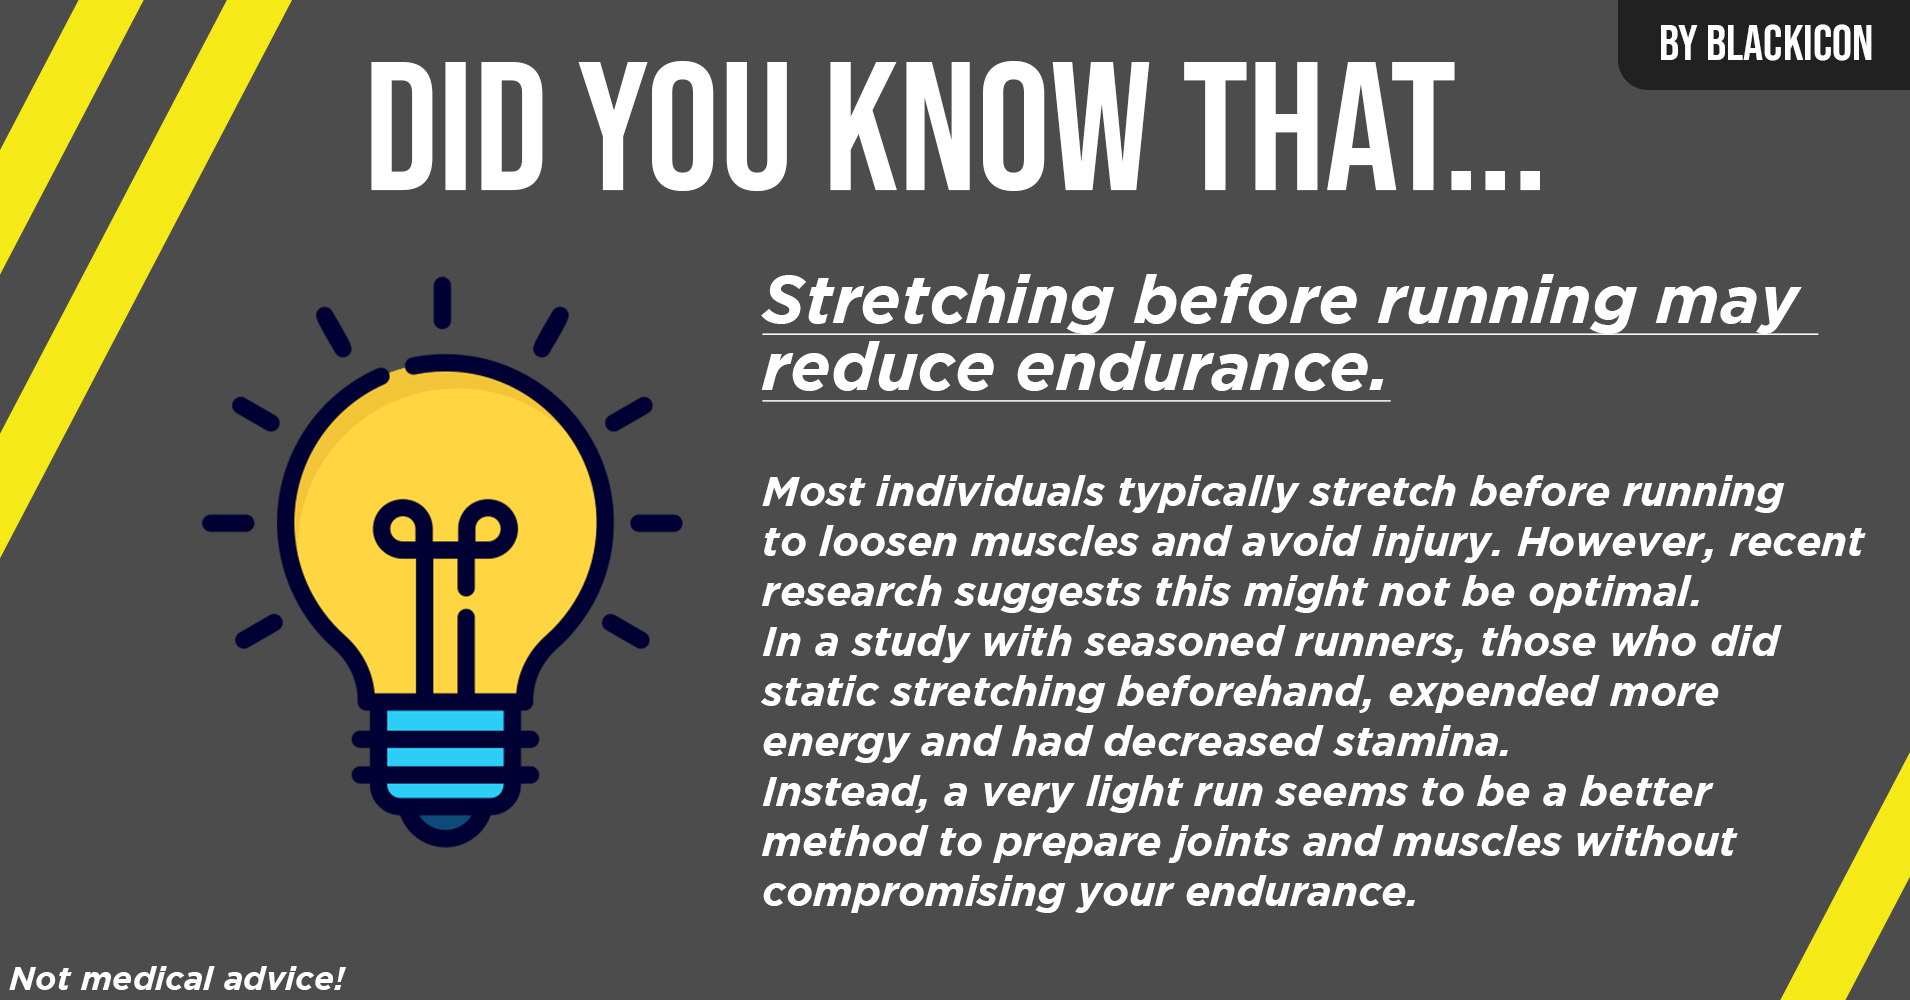 BY BLACKICON
DID YOU KNOW THAT...
Stretching before running may
reduce endurance.
Most individuals typically stretch before running
to loosen muscles and avoid injury. However, recent
research suggests this might not be optimal.
In a study with seasoned runners, those who did
static stretching beforehand, expended more
energy and had decreased stamina.
Instead, a very light run seems to be a better
method to prepare joints and muscles without
compromising your endurance.
Not medical advice!